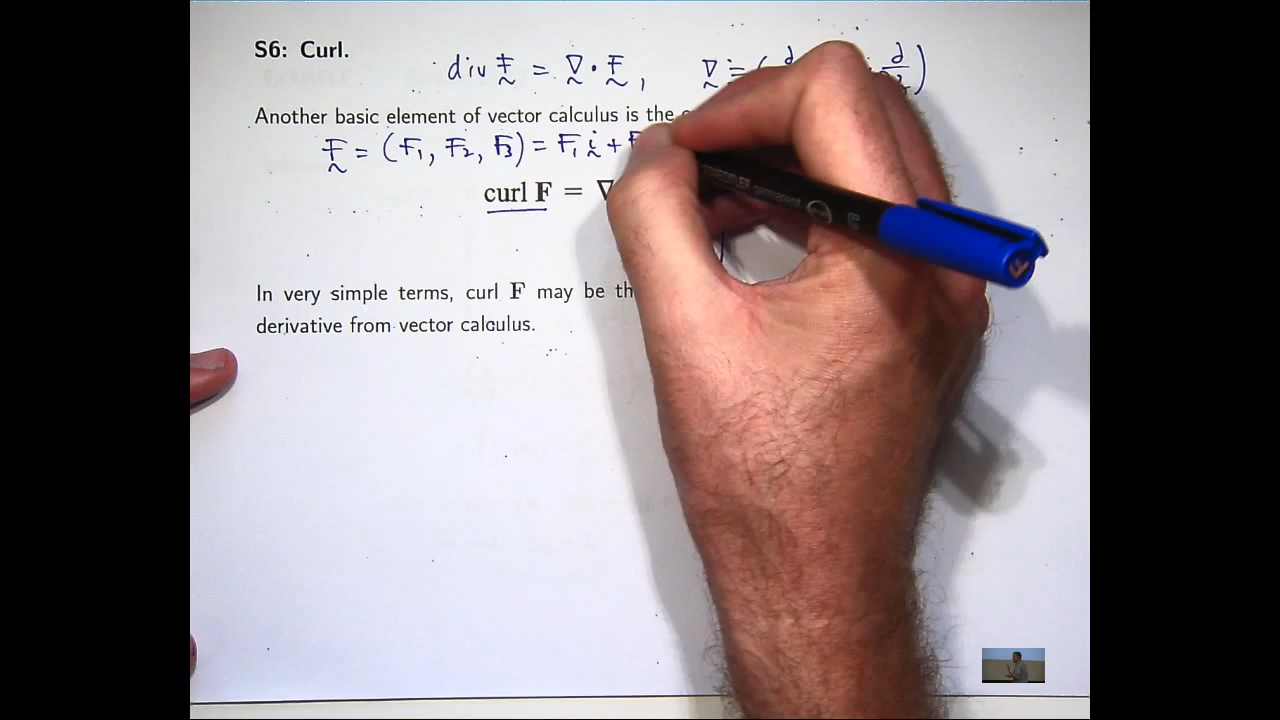 S6: Curl.
div F = ∇ · F ,  ∇ = ( ∂
Another basic element of vector calculus is the
F = (F₁, F₂, F₃) = F₁ i +
curl F = ∇
In very simple terms, curl F may be
derivative from vector calculus.